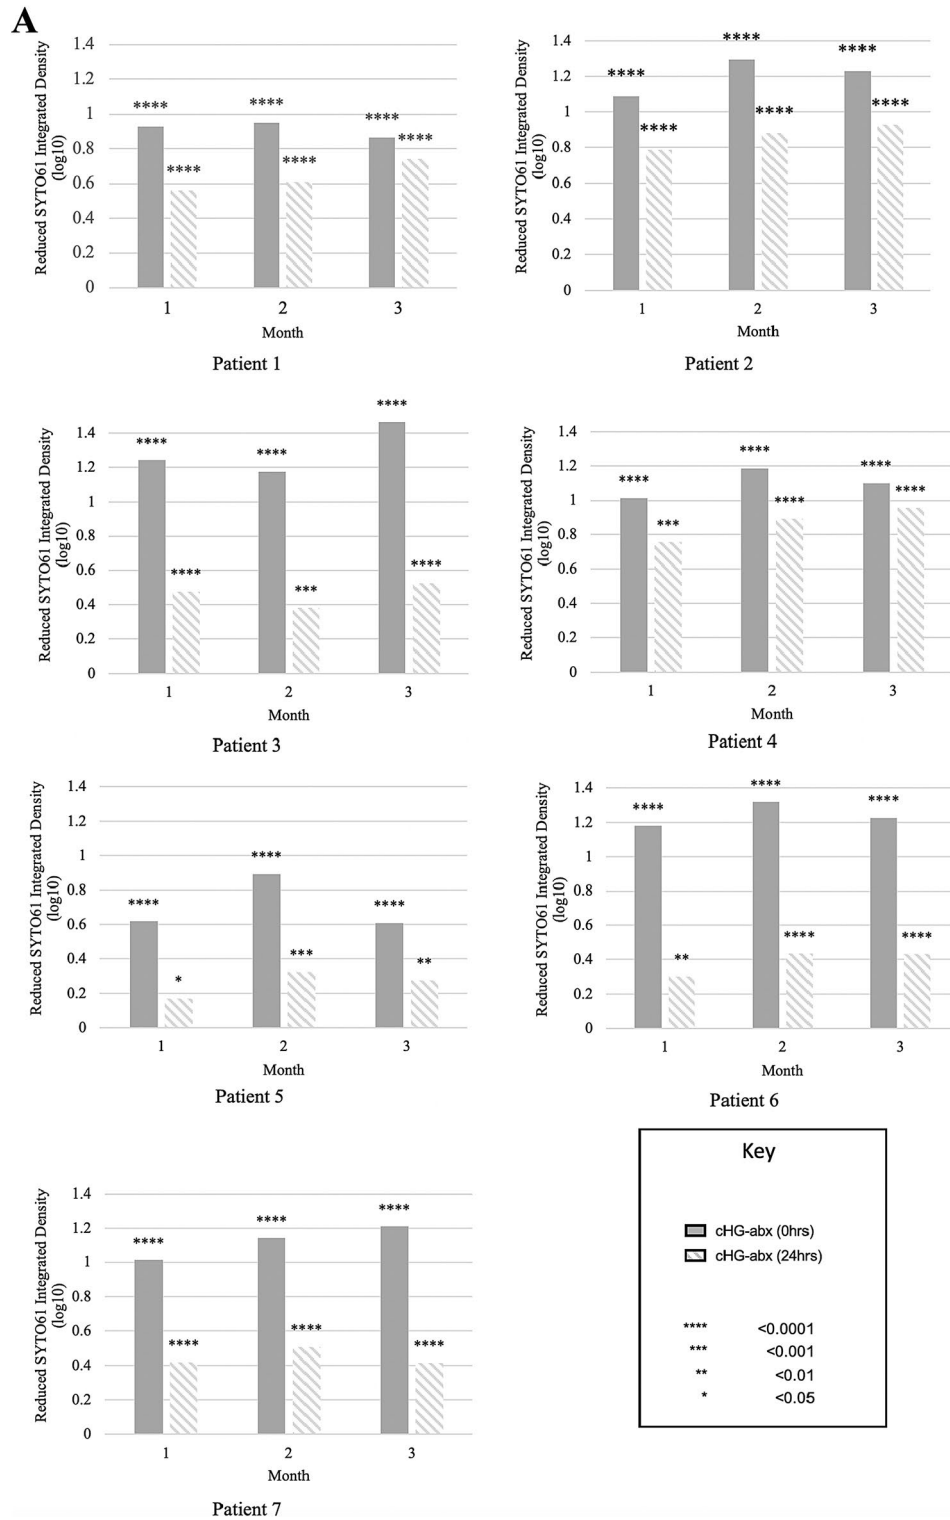 A
Reduced SYTO61 Integrated Density
(log10)
1.4
1.2
1
0.8
0.6
0.4
0.2
0
**** **** **** **** **** ****
1 2 3
Month
Patient 1
Reduced SYTO61 Integrated Density
(log10)
1.4
1.2
1
0.8
0.6
0.4
0.2
0
**** **** **** **** **** ****
1 2 3
Month
Patient 2
Reduced SYTO61 Integrated Density
(log10)
1.4
1.2
1
0.8
0.6
0.4
0.2
0
**** **** **** *** **** ****
1 2 3
Month
Patient 3
Reduced SYTO61 Integrated Density
(log10)
1.4
1.2
1
0.8
0.6
0.4
0.2
0
**** *** **** **** **** ****
1 2 3
Month
Patient 4
Reduced SYTO61 Integrated Density
(log10)
1.4
1.2
1
0.8
0.6
0.4
0.2
0
**** * **** *** **** **
1 2 3
Month
Patient 5
Reduced SYTO61 Integrated Density
(log10)
1.4
1.2
1
0.8
0.6
0.4
0.2
0
**** ** **** **** **** ****
1 2 3
Month
Patient 6
Reduced SYTO61 Integrated Density
(log10)
1.4
1.2
1
0.8
0.6
0.4
0.2
0
**** **** **** **** **** ****
1 2 3
Month
Patient 7
Key
cHG-abx (0hrs)
cHG-abx (24hrs)
**** <0.0001
*** <0.001
** <0.01
* <0.05